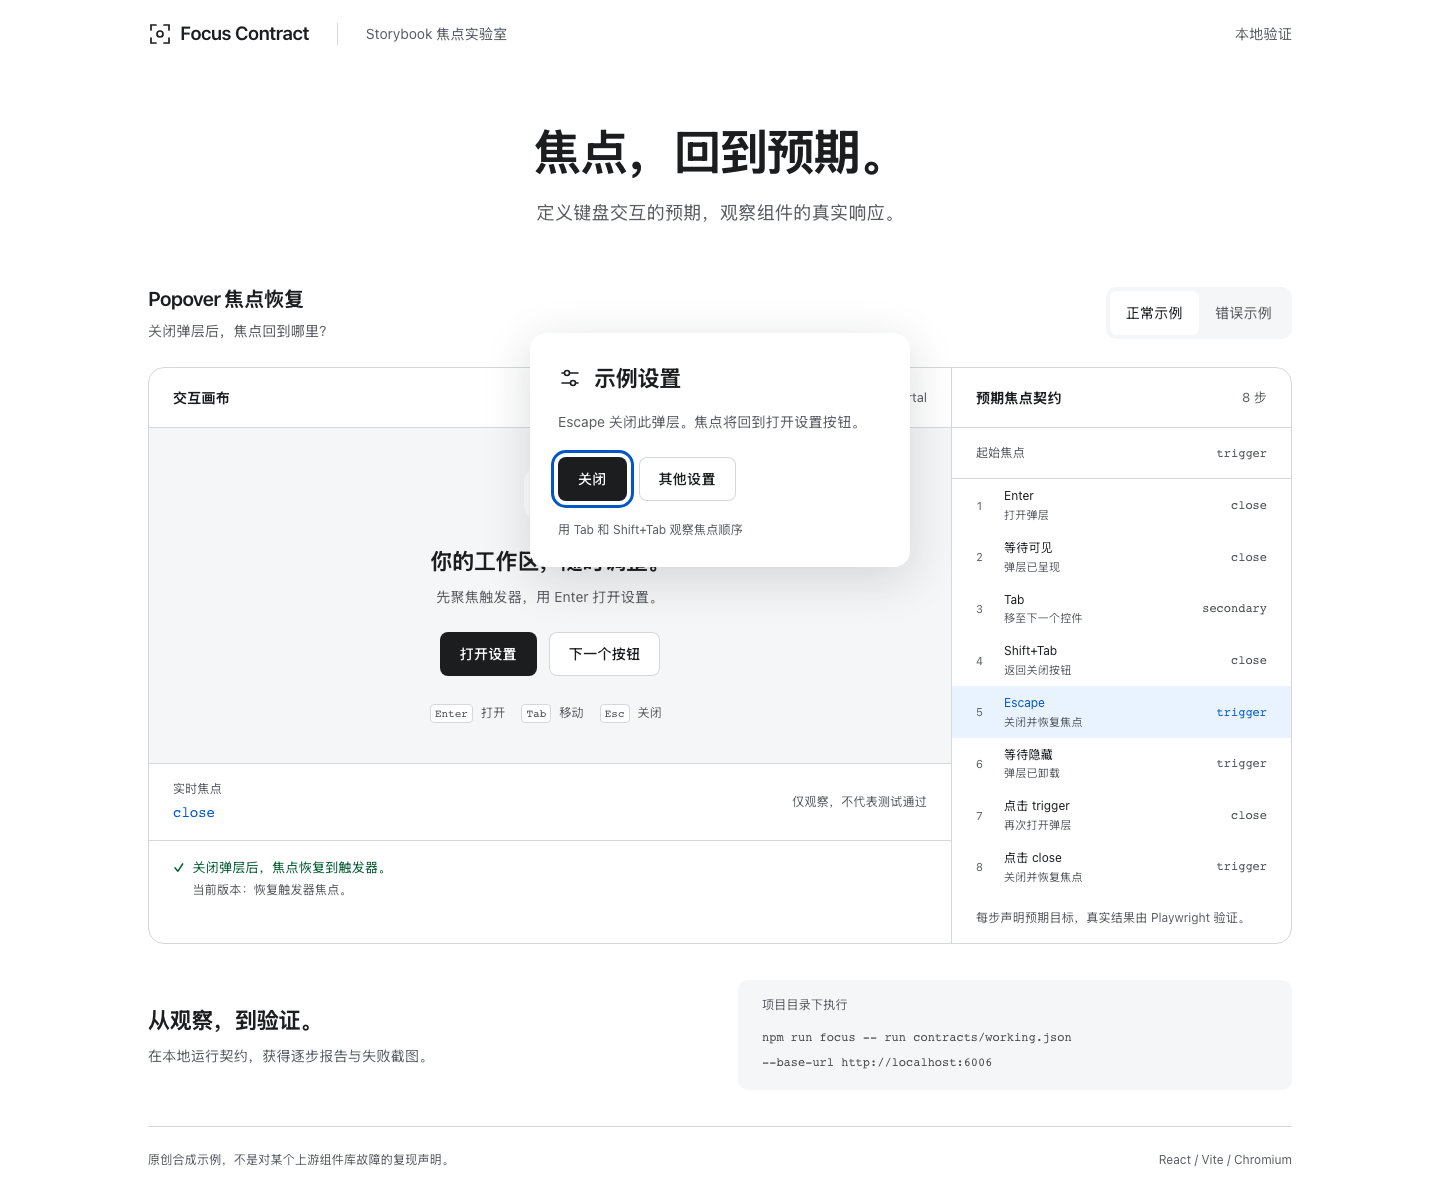 Focus Contract
Storybook 焦点实验室
本地验证
焦点，回到预期。
定义键盘交互的预期，观察组件的真实响应。
Popover 焦点恢复
关闭弹层后，焦点回到哪里？
正常示例
错误示例
交互画布
示例设置
Escape 关闭此弹层。焦点将回到打开设置按钮。
关闭
其他设置
用 Tab 和 Shift+Tab 观察焦点顺序
你的工作区，
先聚焦触发器，用 Enter 打开设置。
打开设置
下一个按钮
Enter 打开 Tab 移动 Esc 关闭
实时焦点
close
仅观察，不代表测试通过
关闭弹层后，焦点恢复到触发器。
当前版本：恢复触发器焦点。
预期焦点契约
8 步
起始焦点
trigger
1 Enter close
打开弹层
2 等待可见 close
弹层已呈现
3 Tab secondary
移至下一个控件
4 Shift+Tab close
返回关闭按钮
5 Escape trigger
关闭并恢复焦点
6 等待隐藏 trigger
弹层已卸载
7 点击 trigger close
再次打开弹层
8 点击 close trigger
关闭并恢复焦点
每步声明预期目标，真实结果由 Playwright 验证。
从观察，到验证。
在本地运行契约，获得逐步报告与失败截图。
项目目录下执行
npm run focus -- run contracts/working.json
--base-url http://localhost:6006
原创合成示例，不是对某个上游组件库故障的复现声明。
React / Vite / Chromium